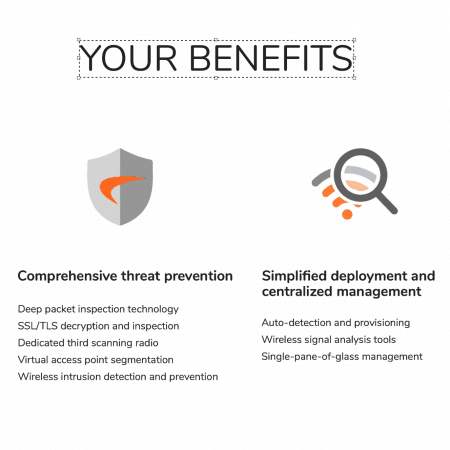 YOUR BENEFITS
Comprehensive threat prevention
Deep packet inspection technology
SSL/TLS decryption and inspection
Dedicated third scanning radio
Virtual access point segmentation
Wireless intrusion detection and prevention
Simplified deployment and
centralized management
Auto-detection and provisioning
Wireless signal analysis tools
Single-pane-of-glass management